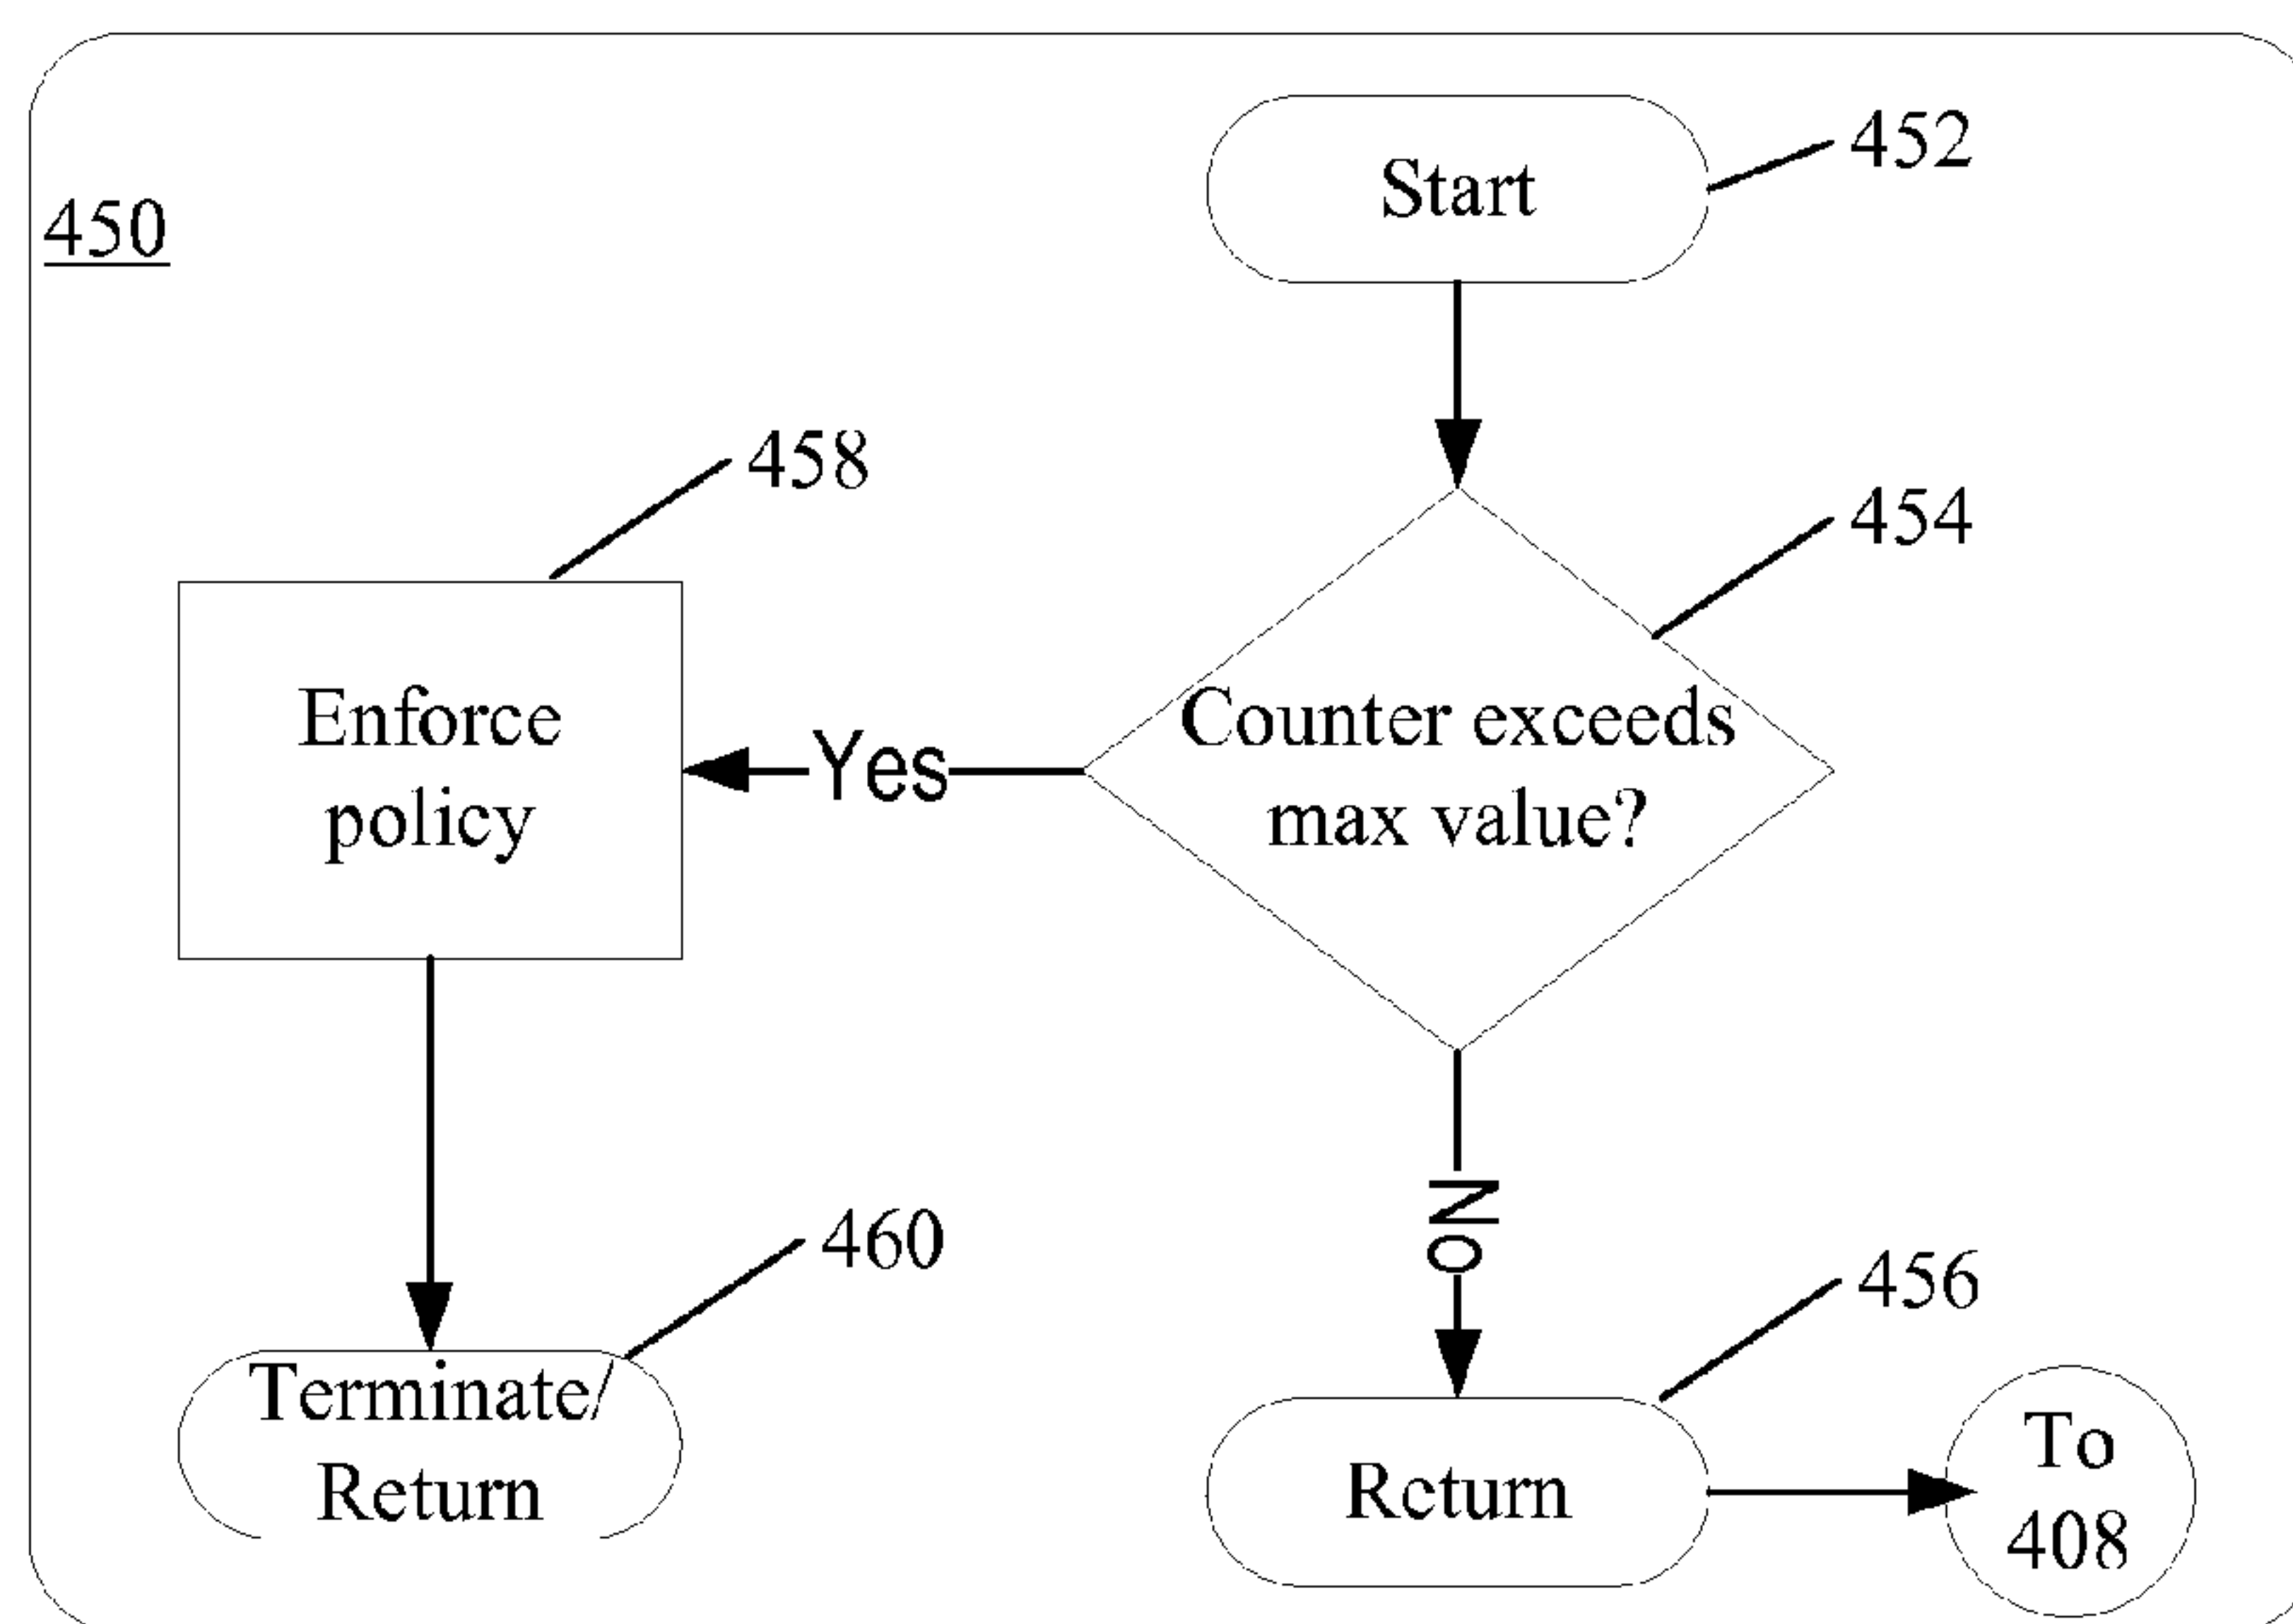 450
Start
452
454
Counter exceeds
max value?
Yes
458
Enforce
policy
No
460
Terminate/
Return
456
Return
To
408